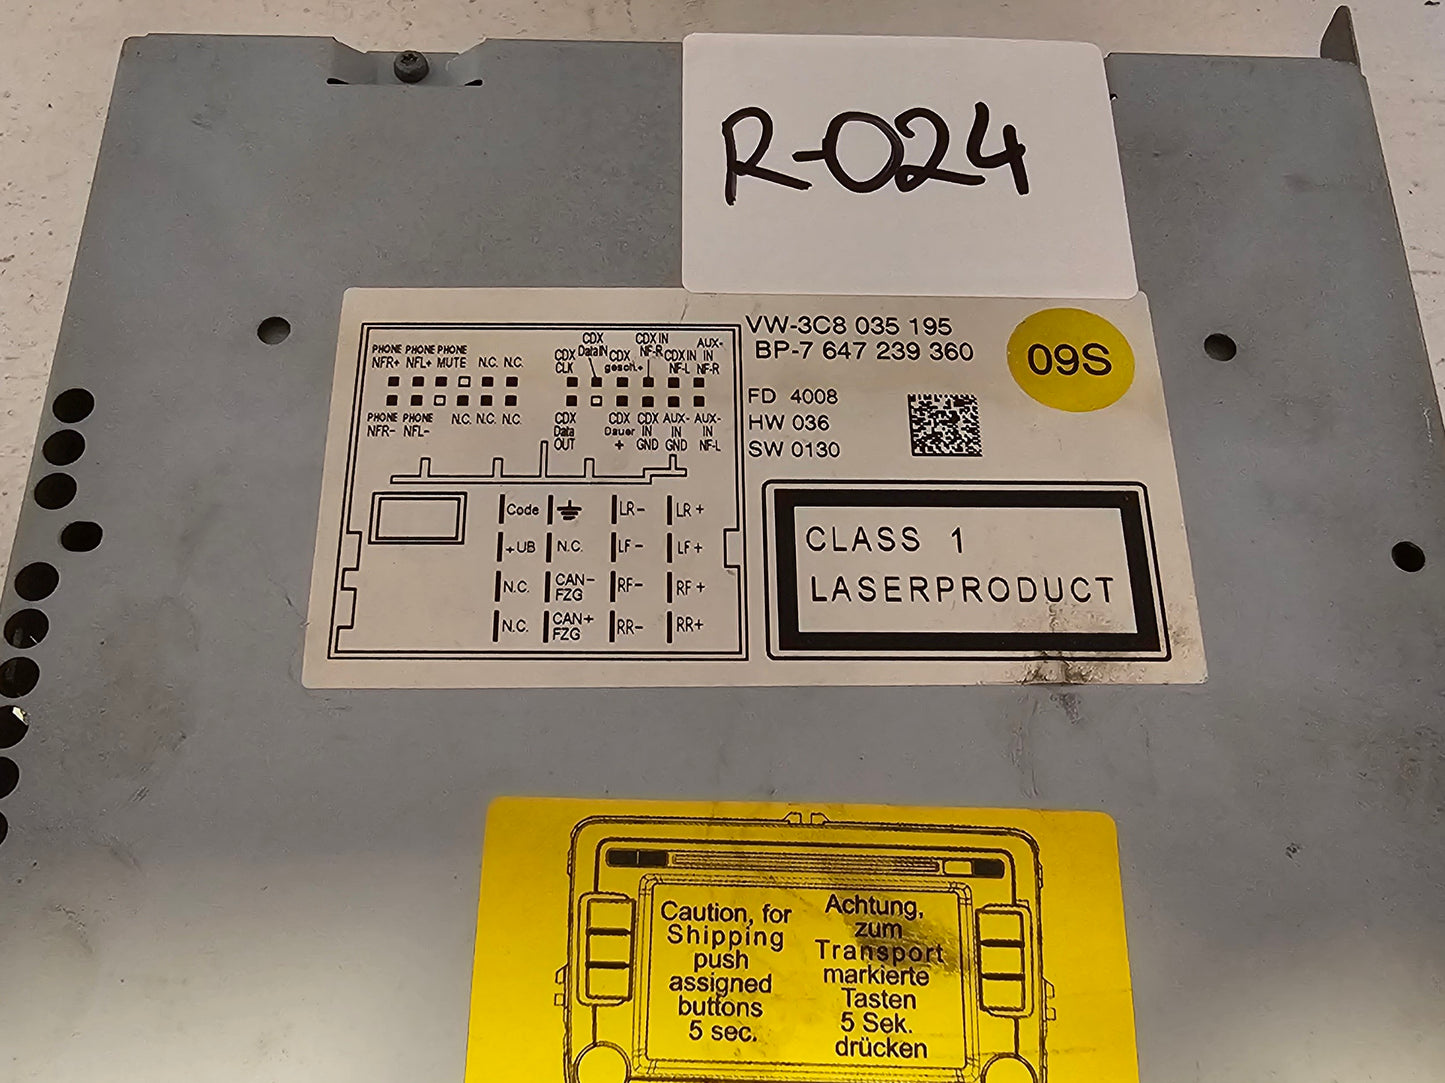 R-024
VW-3C8 035 195
BP-7 647 239 360
09S
FD 4008
HW 036
SW 0130
PHONE PHONE PHONE
NFR+ NFL+ MUTE N.C. N.C.
PHONE PHONE
NFR- NFL- N.C. N.C. N.C.
CDX CLK
CDX Data IN
CDX gesch.+
CDX IN NF-R
CDX IN NF-L
AUX-IN NF-R
CDX Data OUT
CDX Dauer +
CDX IN GND
AUX-IN GND
AUX-IN NF-L
Code LR- LR+
+UB N.C. LF- LF+
N.C. CAN- FZG RF- RF+
N.C. CAN+ FZG RR- RR+
CLASS 1
LASERPRODUCT
Caution, for
Shipping
push
assigned
buttons
5 sec.
Achtung,
zum
Transport
markierte
Tasten
5 Sek.
drücken